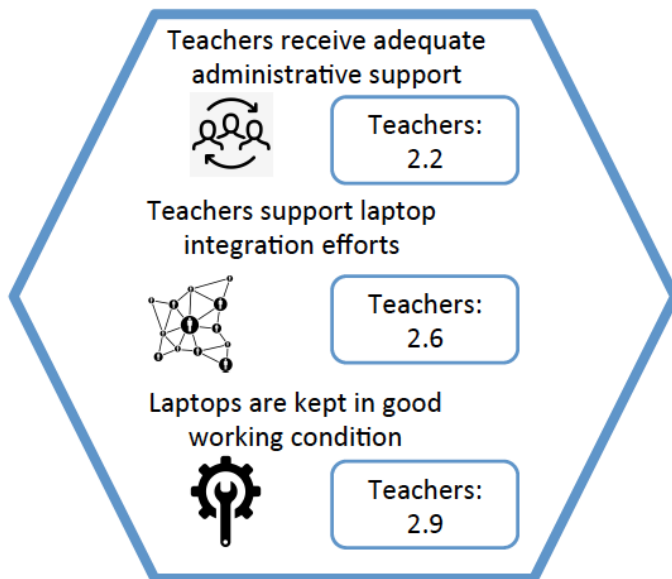 Teachers receive adequate
administrative support
Teachers:
2.2
Teachers support laptop
integration efforts
Teachers:
2.6
Laptops are kept in good
working condition
Teachers:
2.9